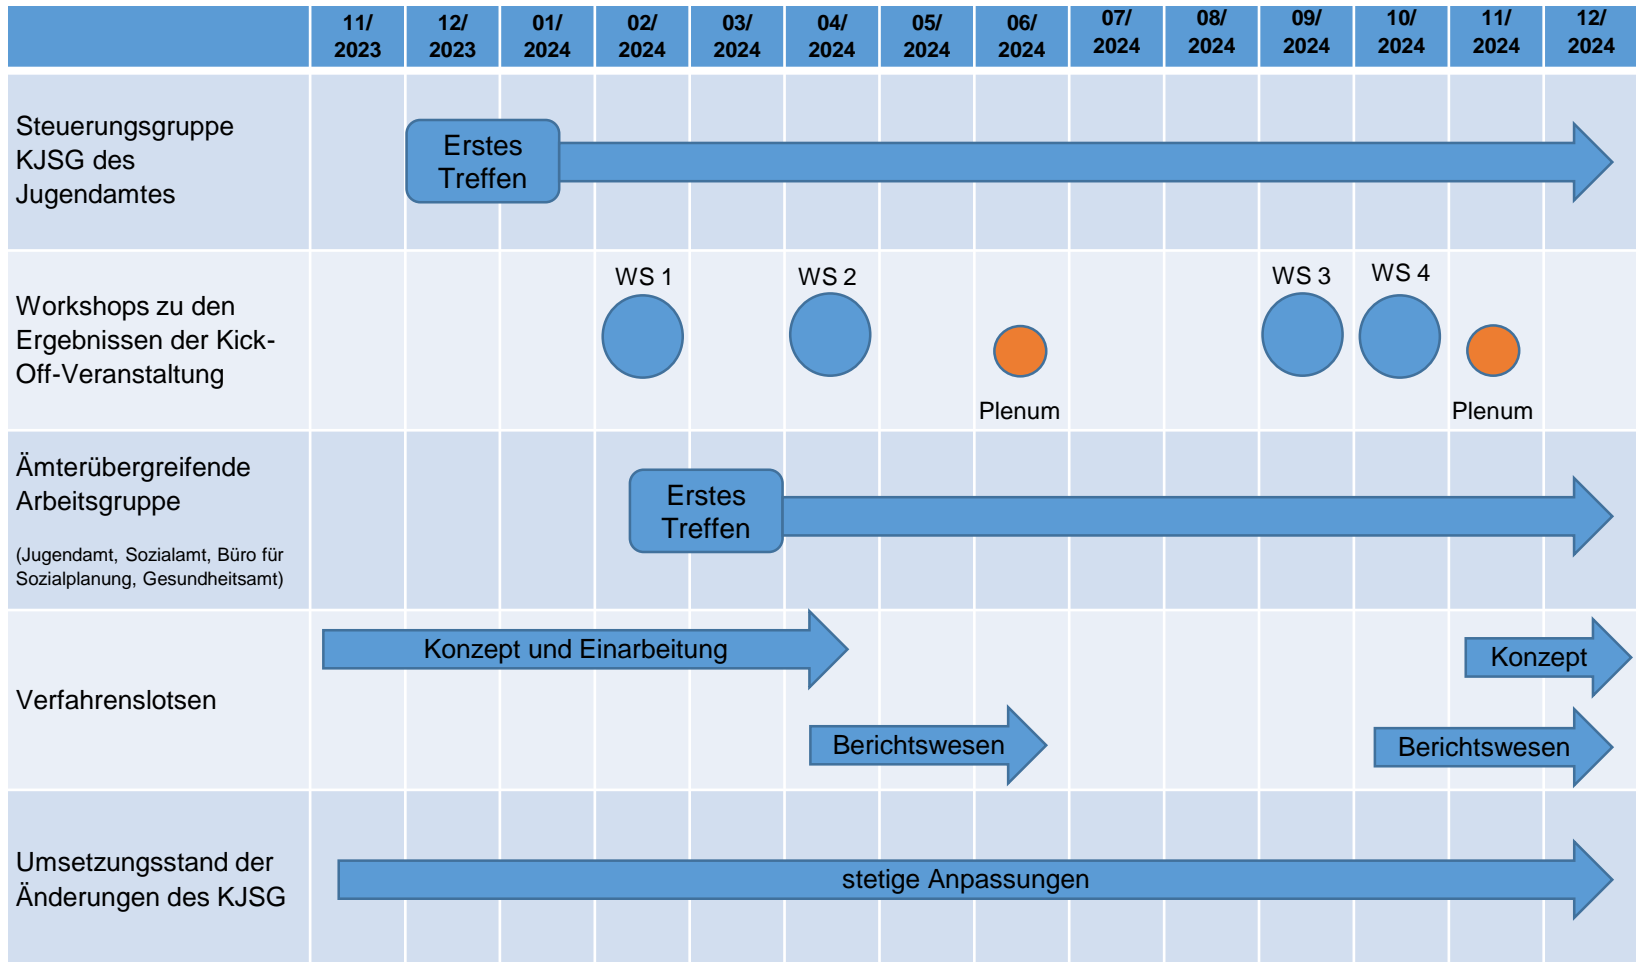 11/
2023
12/
2023
01/
2024
02/
2024
03/
2024
04/
2024
05/
2024
06/
2024
07/
2024
08/
2024
09/
2024
10/
2024
11/
2024
12/
2024
Steuerungsgruppe
KJSG des
Jugendamtes
Erstes
Treffen
Workshops zu den
Ergebnissen der Kick-
Off-Veranstaltung
WS 1
WS 2
Plenum
WS 3
WS 4
Plenum
Ämterübergreifende
Arbeitsgruppe
(Jugendamt, Sozialamt, Büro für
Sozialplanung, Gesundheitsamt)
Erstes
Treffen
Verfahrenslotsen
Konzept und Einarbeitung
Konzept
Berichtswesen
Berichtswesen
Umsetzungsstand der
Änderungen des KJSG
stetige Anpassungen